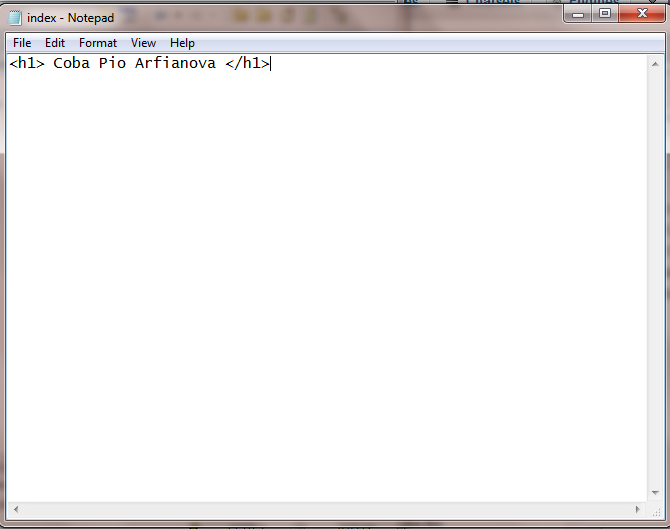 index - Notepad
File Edit Format View Help
<h1> Coba Pio Arfianova </h1>